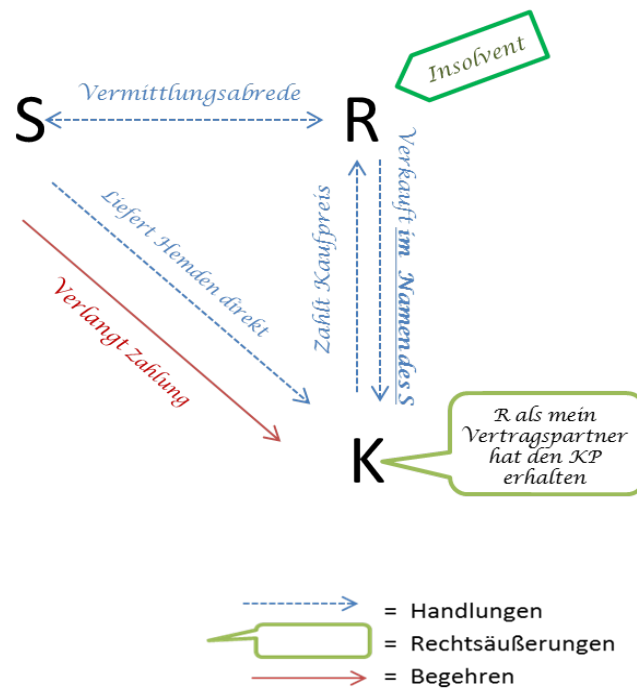 Insolvent
Vermittlungsabrede
S
R
Liefert Hemden direkt
Verlangt Zahlung
Zahlt Kaufpreis
Verkauft im Namen des S
K
R als mein
Vertragspartner
hat den KP
erhalten
= Handlungen
= Rechtsäußerungen
= Begehren